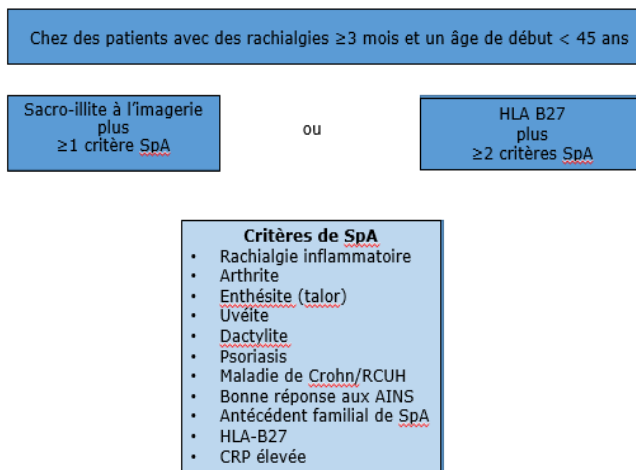 Chez des patients avec des rachialgies ≥3 mois et un âge de début < 45 ans
Sacro-illite à l'imagerie
plus
≥1 critère SpA
ou
HLA B27
plus
≥2 critères SpA
Critères de SpA
• Rachialgie inflammatoire
• Arthrite
• Enthésite (talor)
• Uvéite
• Dactylite
• Psoriasis
• Maladie de Crohn/RCUH
• Bonne réponse aux AINS
• Antécédent familial de SpA
• HLA-B27
• CRP élevée